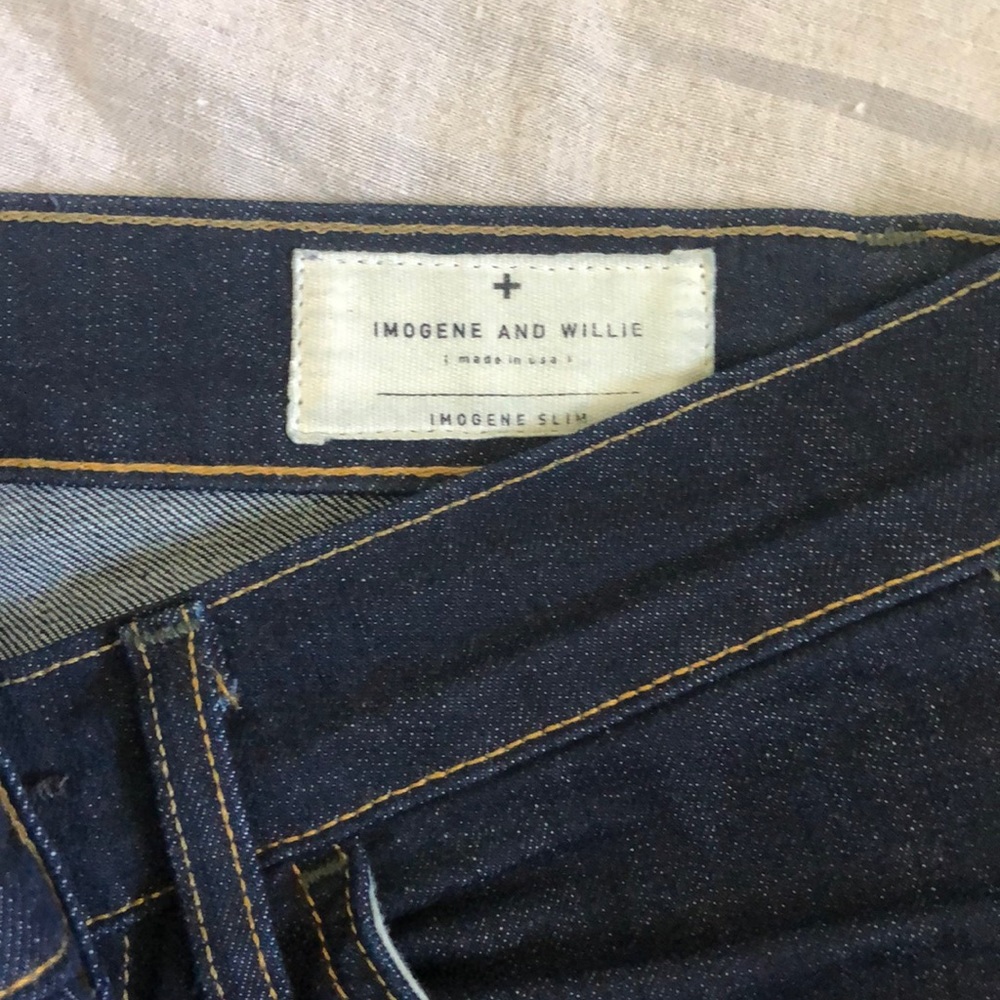 +
IMOGENE AND WILLIE
[ made in usa ]
IMOGENE SLIM